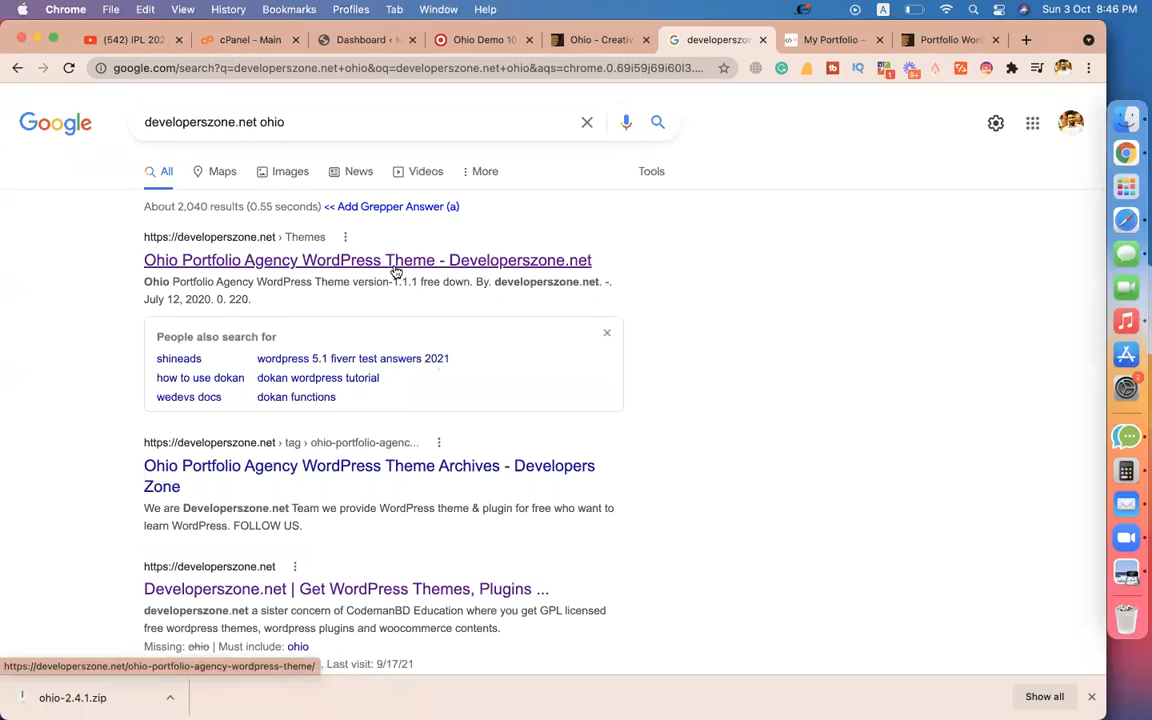 Chrome File Edit View History Bookmarks Profiles Tab Window Help A Sun 3 Oct 8:46 PM
(542) IPL 202 cPanel - Main Dashboard < Ohio Demo 10 Ohio - Creativ developerszon My Portfolio – Portfolio Wor
google.com/search?q=developerszone.net+ohio&oq=developerszone.net+ohio&aqs=chrome.0.69i59j69i60l3....
Google developerszone.net ohio
All Maps Images News Videos More Tools
About 2,040 results (0.55 seconds) << Add Grepper Answer (a)
https://developerszone.net › Themes
Ohio Portfolio Agency WordPress Theme - Developerszone.net
Ohio Portfolio Agency WordPress Theme version-1.1.1 free down. By. developerszone.net. -.
July 12, 2020. 0. 220.
People also search for
shineads wordpress 5.1 fiverr test answers 2021
how to use dokan dokan wordpress tutorial
wedevs docs dokan functions
https://developerszone.net › tag › ohio-portfolio-agenc...
Ohio Portfolio Agency WordPress Theme Archives - Developers
Zone
We are Developerszone.net Team we provide WordPress theme & plugin for free who want to
learn WordPress. FOLLOW US.
https://developerszone.net
Developerszone.net | Get WordPress Themes, Plugins ...
developerszone.net a sister concern of CodemanBD Education where you get GPL licensed
free wordpress themes, wordpress plugins and woocommerce contents.
Missing: ohio | Must include: ohio
https://developerszone.net/ohio-portfolio-agency-wordpress-theme/ Last visit: 9/17/21
ohio-2.4.1.zip Show all